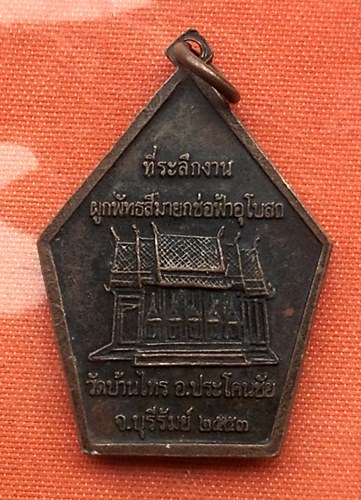 ที่ระลึกงาน
ผูกพัทธสีมายกช่อฟ้าอุโบสถ
วัดบ้านไทร อ.ประโคนชัย
จ.บุรีรัมย์ ๒๕๕๓